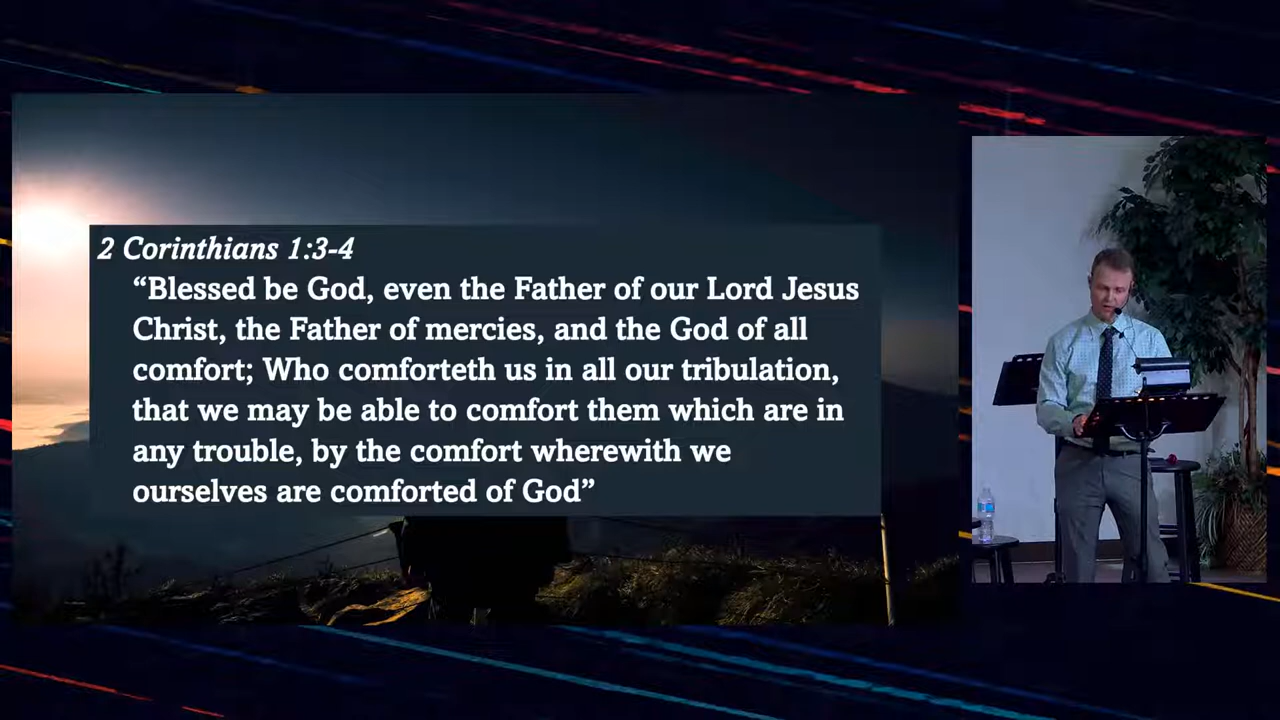 2 Corinthians 1:3-4
“Blessed be God, even the Father of our Lord Jesus
Christ, the Father of mercies, and the God of all
comfort; Who comforteth us in all our tribulation,
that we may be able to comfort them which are in
any trouble, by the comfort wherewith we
ourselves are comforted of God”